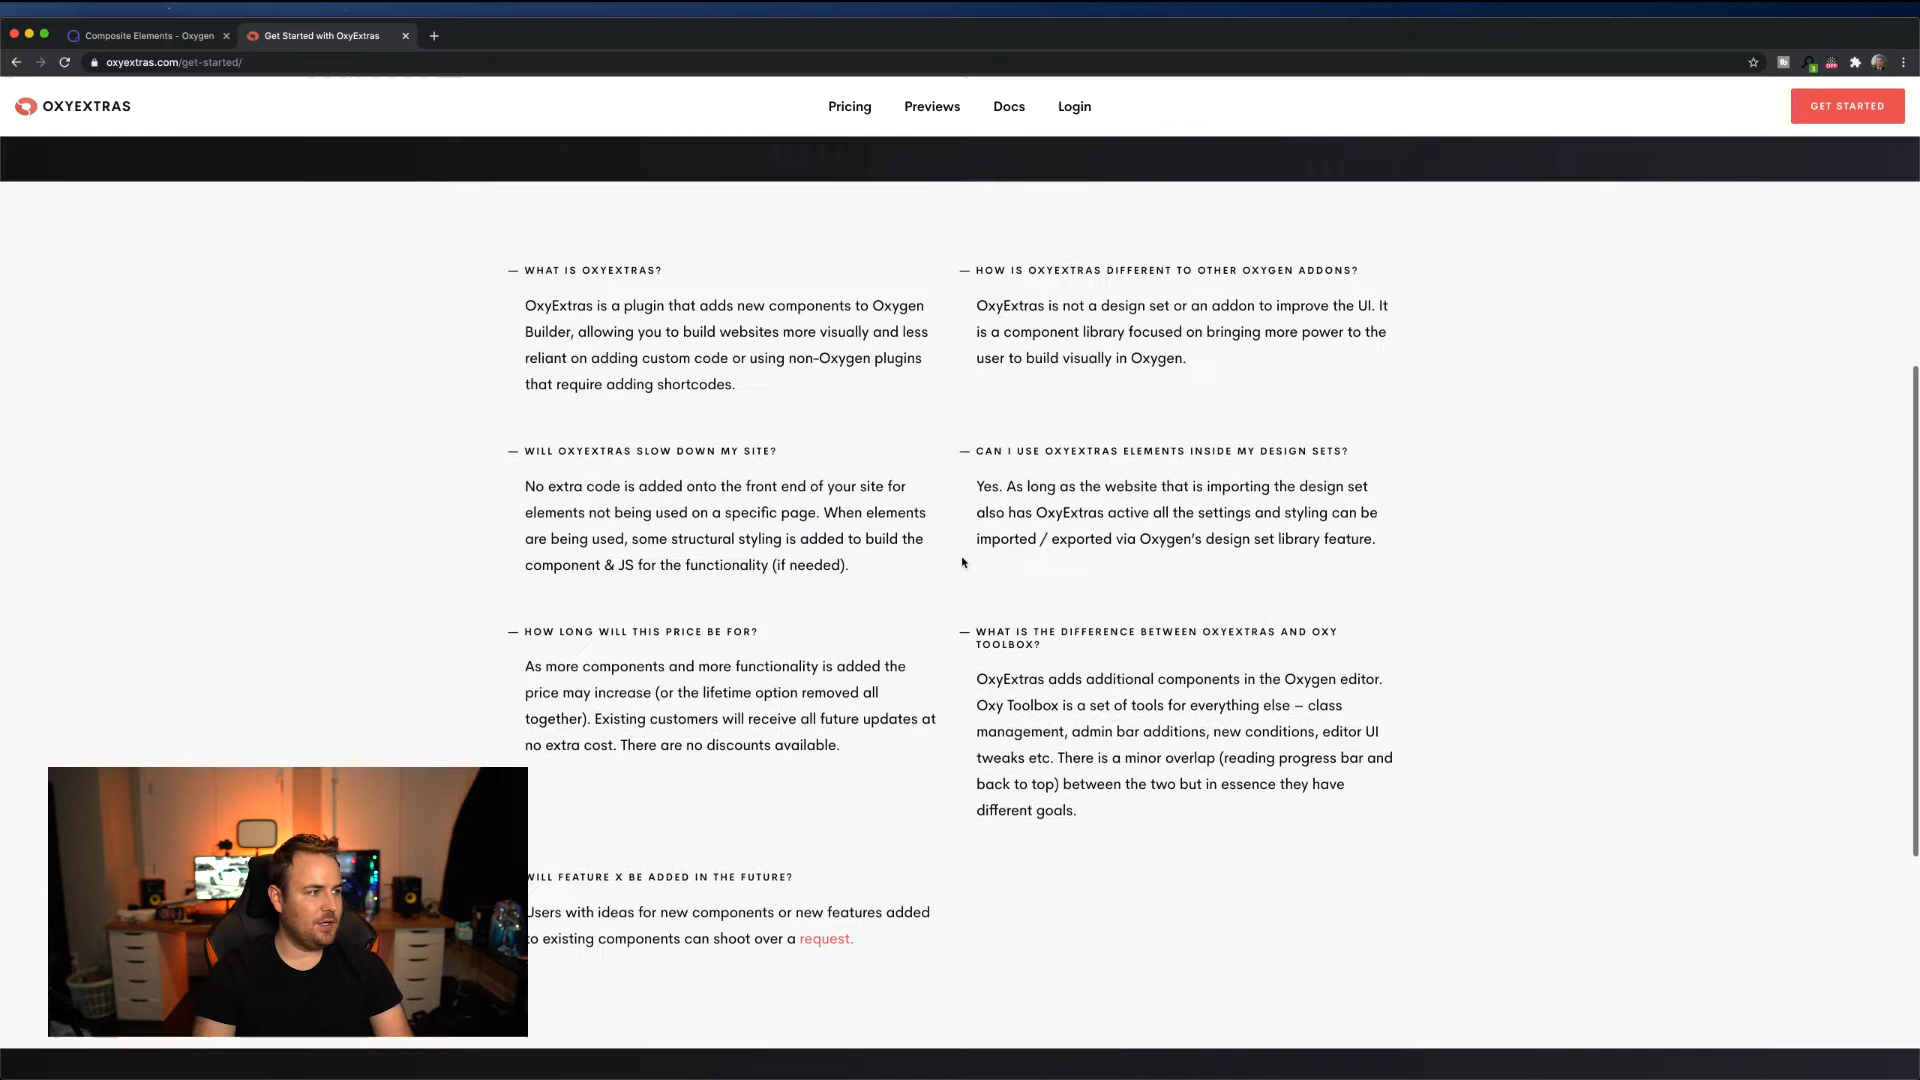 Composite Elements - Oxygen
Get Started with OxyExtras
oxyextras.com/get-started/
OXYEXTRAS
Pricing
Previews
Docs
Login
GET STARTED
— WHAT IS OXYEXTRAS?
OxyExtras is a plugin that adds new components to Oxygen
Builder, allowing you to build websites more visually and less
reliant on adding custom code or using non-Oxygen plugins
that require adding shortcodes.
— HOW IS OXYEXTRAS DIFFERENT TO OTHER OXYGEN ADDONS?
OxyExtras is not a design set or an addon to improve the UI. It
is a component library focused on bringing more power to the
user to build visually in Oxygen.
— WILL OXYEXTRAS SLOW DOWN MY SITE?
No extra code is added onto the front end of your site for
elements not being used on a specific page. When elements
are being used, some structural styling is added to build the
component & JS for the functionality (if needed).
— CAN I USE OXYEXTRAS ELEMENTS INSIDE MY DESIGN SETS?
Yes. As long as the website that is importing the design set
also has OxyExtras active all the settings and styling can be
imported / exported via Oxygen's design set library feature.
— HOW LONG WILL THIS PRICE BE FOR?
As more components and more functionality is added the
price may increase (or the lifetime option removed all
together). Existing customers will receive all future updates at
no extra cost. There are no discounts available.
— WHAT IS THE DIFFERENCE BETWEEN OXYEXTRAS AND OXY
TOOLBOX?
OxyExtras adds additional components in the Oxygen editor.
Oxy Toolbox is a set of tools for everything else – class
management, admin bar additions, new conditions, editor UI
tweaks etc. There is a minor overlap (reading progress bar and
back to top) between the two but in essence they have
different goals.
WILL FEATURE X BE ADDED IN THE FUTURE?
Users with ideas for new components or new features added
to existing components can shoot over a request.